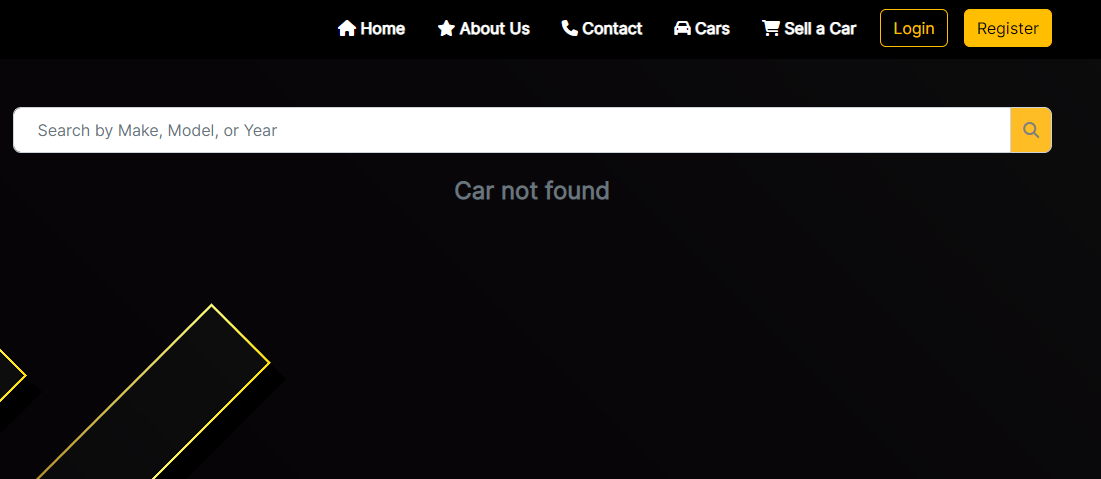 Home About Us Contact Cars Sell a Car Login Register
Search by Make, Model, or Year
Car not found